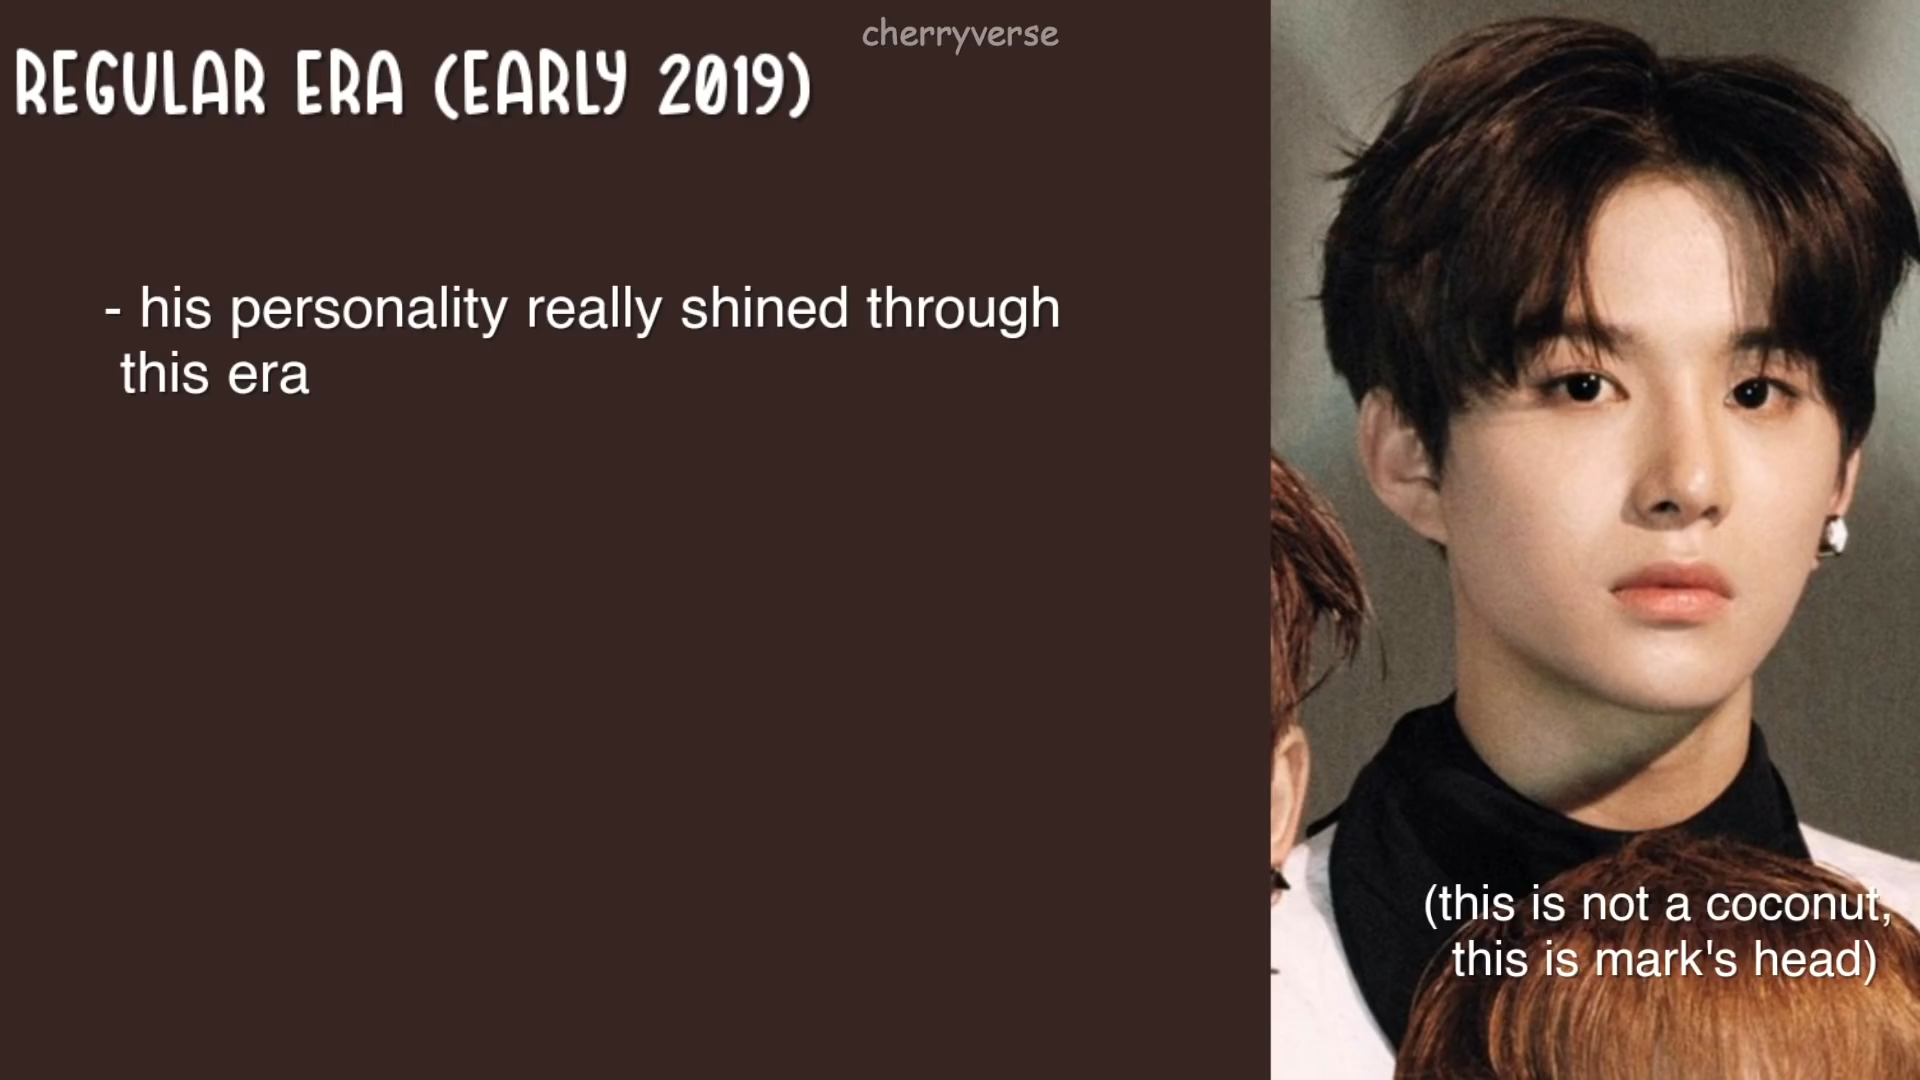 cherryverse
REGULAR ERA (EARLY 2019)
- his personality really shined through
this era
(this is not a coconut,
this is mark's head)